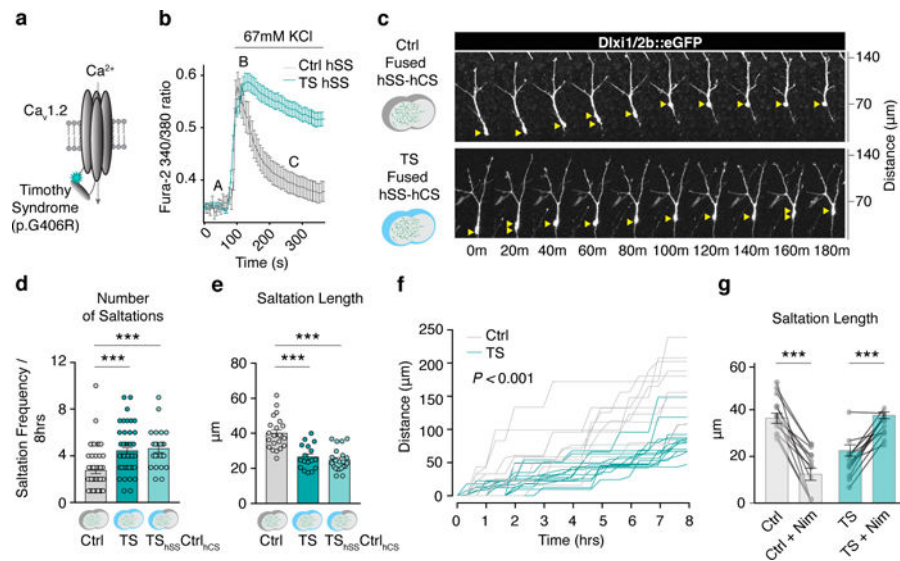 a
Ca2+
Cav1.2
Timothy
Syndrome
(p.G406R)
b
67mM KCl
Ctrl hSS
TS hSS
Fura-2 340/380 ratio
0.6
0.5
0.4
A
B
C
0
100
200
300
Time (s)
c
Dlxi1/2b::eGFP
Ctrl
Fused
hSS-hCS
TS
Fused
hSS-hCS
140
70
140
70
Distance (µm)
0m 20m 40m 60m 80m 100m 120m 140m 160m 180m
d
Number
of Saltations
***
***
Saltation Frequency /
8hrs
12
8
4
0
Ctrl TS TShSSCtrlhCS
e
Saltation Length
***
***
µm
80
60
40
20
0
Ctrl TS TShSSCtrlhCS
f
Ctrl
TS
P<0.001
Distance (µm)
250
200
150
100
50
0
0 1 2 3 4 5 6 7 8
Time (hrs)
g
Saltation Length
***
***
µm
60
40
20
0
Ctrl
Ctrl + Nim
TS
TS + Nim